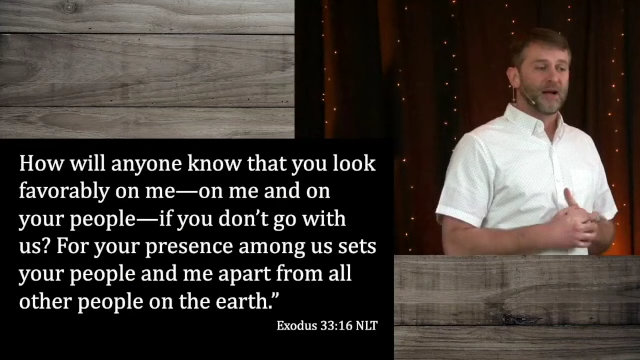 How will anyone know that you look
favorably on me—on me and on
your people—if you don’t go with
us? For your presence among us sets
your people and me apart from all
other people on the earth.”
Exodus 33:16 NLT